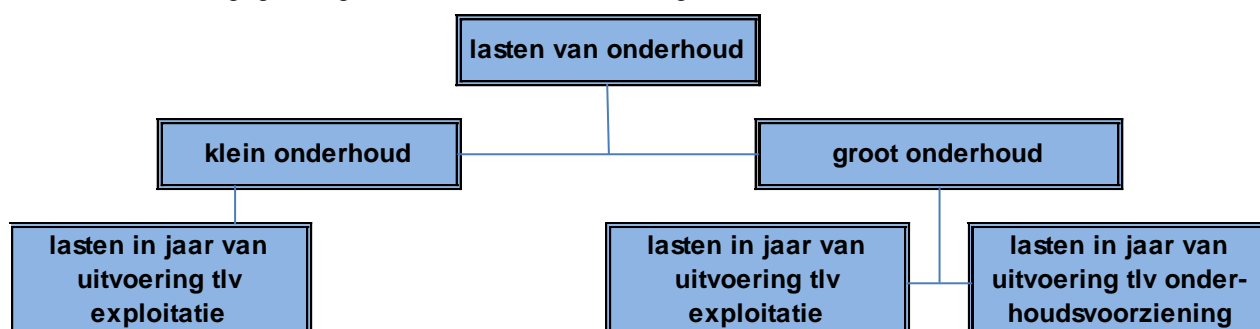 lasten van onderhoud
klein onderhoud
groot onderhoud
lasten in jaar van
uitvoering tlv
exploitatie
lasten in jaar van
uitvoering tlv
exploitatie
lasten in jaar van
uitvoering tlv onder-
houdsvoorziening